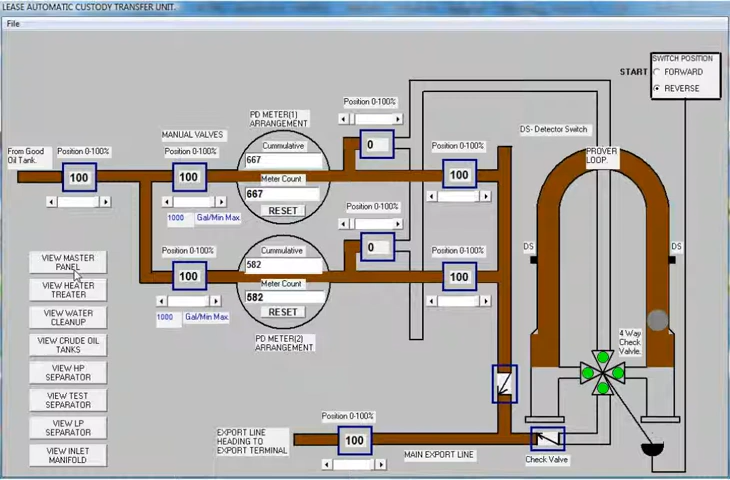 LEASE AUTOMATIC CUSTODY TRANSFER UNIT.
File
SWITCH POSITION
START
FORWARD
REVERSE
Position 0-100%
0
PD METER(1)
ARRANGEMENT
DS- Detector Switch
MANUAL VALVES
From Good
Oil Tank.
Position 0-100%
100
Position 0-100%
100
1000 Gal/Min Max.
Cummulative
667
Meter Count
667
RESET
Position 0-100%
100
PROVER
LOOP.
Position 0-100%
0
DS
DS
Position 0-100%
100
1000 Gal/Min Max.
Cummulative
582
Meter Count
582
RESET
PD METER(2)
ARRANGEMENT
Position 0-100%
100
VIEW MASTER
PANEL
VIEW HEATER
TREATER
VIEW WATER
CLEANUP
VIEW CRUDE OIL
TANKS
VIEW HP
SEPARATOR
VIEW TEST
SEPARATOR
VIEW LP
SEPARATOR
VIEW INLET
MANIFOLD
4 Way
Check
Valvle.
EXPORT LINE
HEADING TO
EXPORT TERMINAL
Position 0-100%
100
MAIN EXPORT LINE
Check Valve